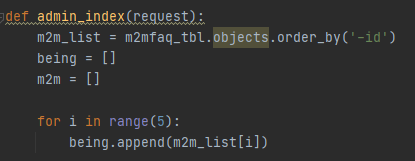 def admin_index(request):
    m2m_list = m2mfaq_tbl.objects.order_by('-id')
    being = []
    m2m = []

    for i in range(5):
        being.append(m2m_list[i])